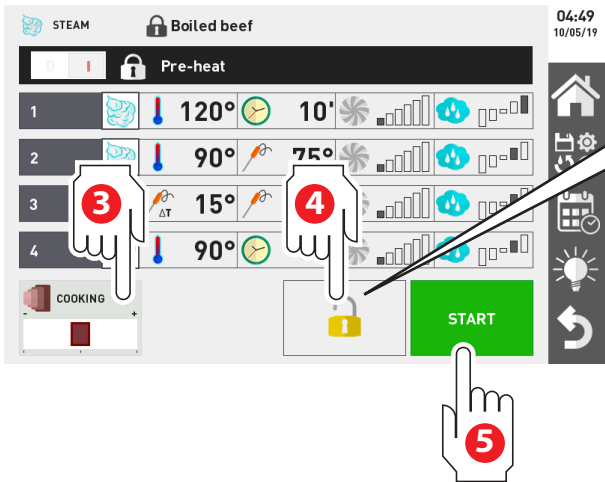 STEAM Boiled beef 04:49
10/05/19
0 I Pre-heat
1 120° 10'
2 90° 75°
3 ΔT 15°
4 90°
3 4
COOKING
- +
START
5